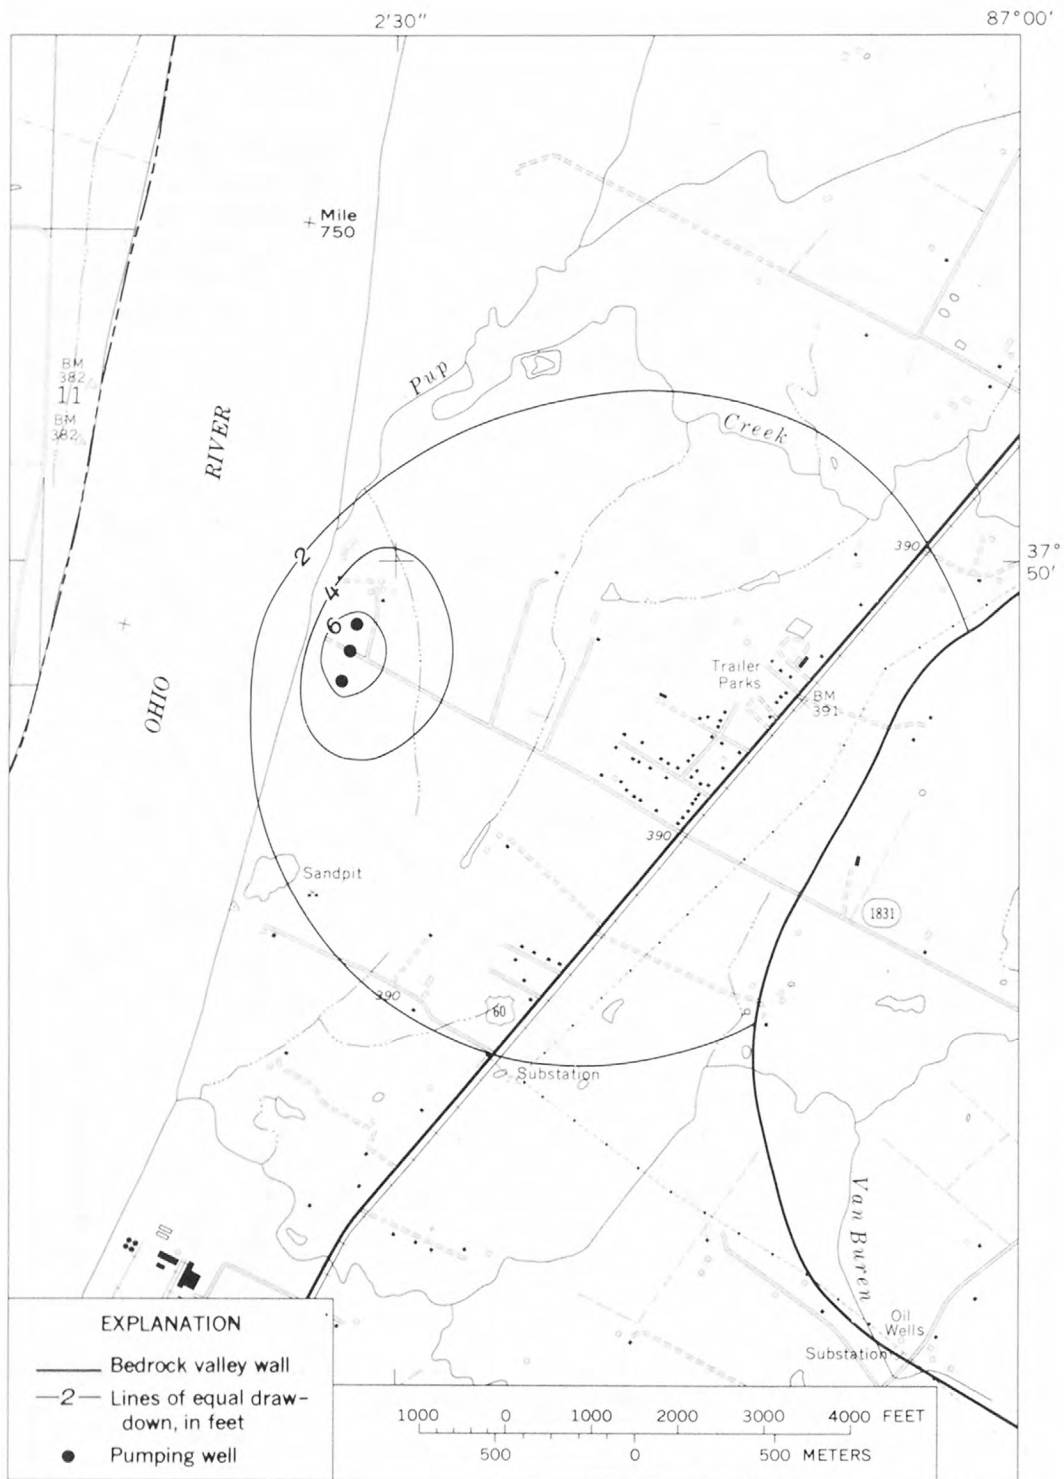 2'30"
87°00'
Mile
750
BM
382
1/1
BM
382
RIVER
Pup
Creek
2
390
37°
50'
4
6
OHIO
Trailer
Parks
BM
391
390
Sandpit
1831
390
60
Substation
Van Buren
Oil
Wells
Substation
EXPLANATION
Bedrock valley wall
—2— Lines of equal draw-
down, in feet
Pumping well
1000 0 1000 2000 3000 4000 FEET
500 0 500 METERS